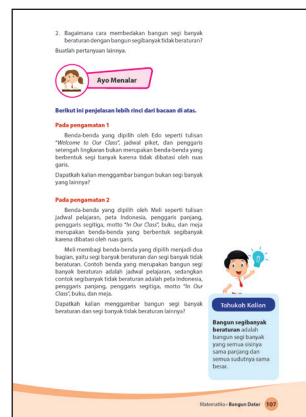 2. Bagaimana cara membedakan bangun segi banyak
beraturan dengan bangun segibanyak tidak beraturan?
Buatlah pertanyaan lainnya.
Ayo Menalar
Berikut ini penjelasan lebih rinci dari bacaan di atas.
Pada pengamatan 1
Benda-benda yang dipilih oleh Edo seperti tulisan
"Welcome to Our Class", jadwal piket, dan penggaris
setengah lingkaran bukan merupakan benda-benda yang
berbentuk segi banyak karena tidak dibatasi oleh ruas
garis.
Dapatkah kalian menggambar bangun bukan segi banyak
yang lainnya?
Pada pengamatan 2
Benda-benda yang dipilih oleh Meli seperti tulisan
jadwal pelajaran, peta Indonesia, penggaris panjang,
penggaris segitiga, motto "In Our Class", buku, dan meja
merupakan benda-benda yang berbentuk segibanyak
karena dibatasi oleh ruas garis.
Meli membagi benda-benda yang dipilih menjadi dua
bagian, yaitu segi banyak beraturan dan segi banyak tidak
beraturan. Contoh benda yang merupakan bangun segi
banyak beraturan adalah jadwal pelajaran, sedangkan
contok segibanyak tidak beraturan adalah peta Indonesia,
penggaris panjang, penggaris segitiga, motto "In Our
Class", buku, dan meja.
Dapatkah kalian menggambar bangun segi banyak
beraturan dan segi banyak tidak beraturan lainnya?
Tahukah Kalian
Bangun segibanyak
beraturan adalah
bangun segi banyak
yang semua sisinya
sama panjang dan
semua sudutnya sama
besar.
Matematika • Bangun Datar 107